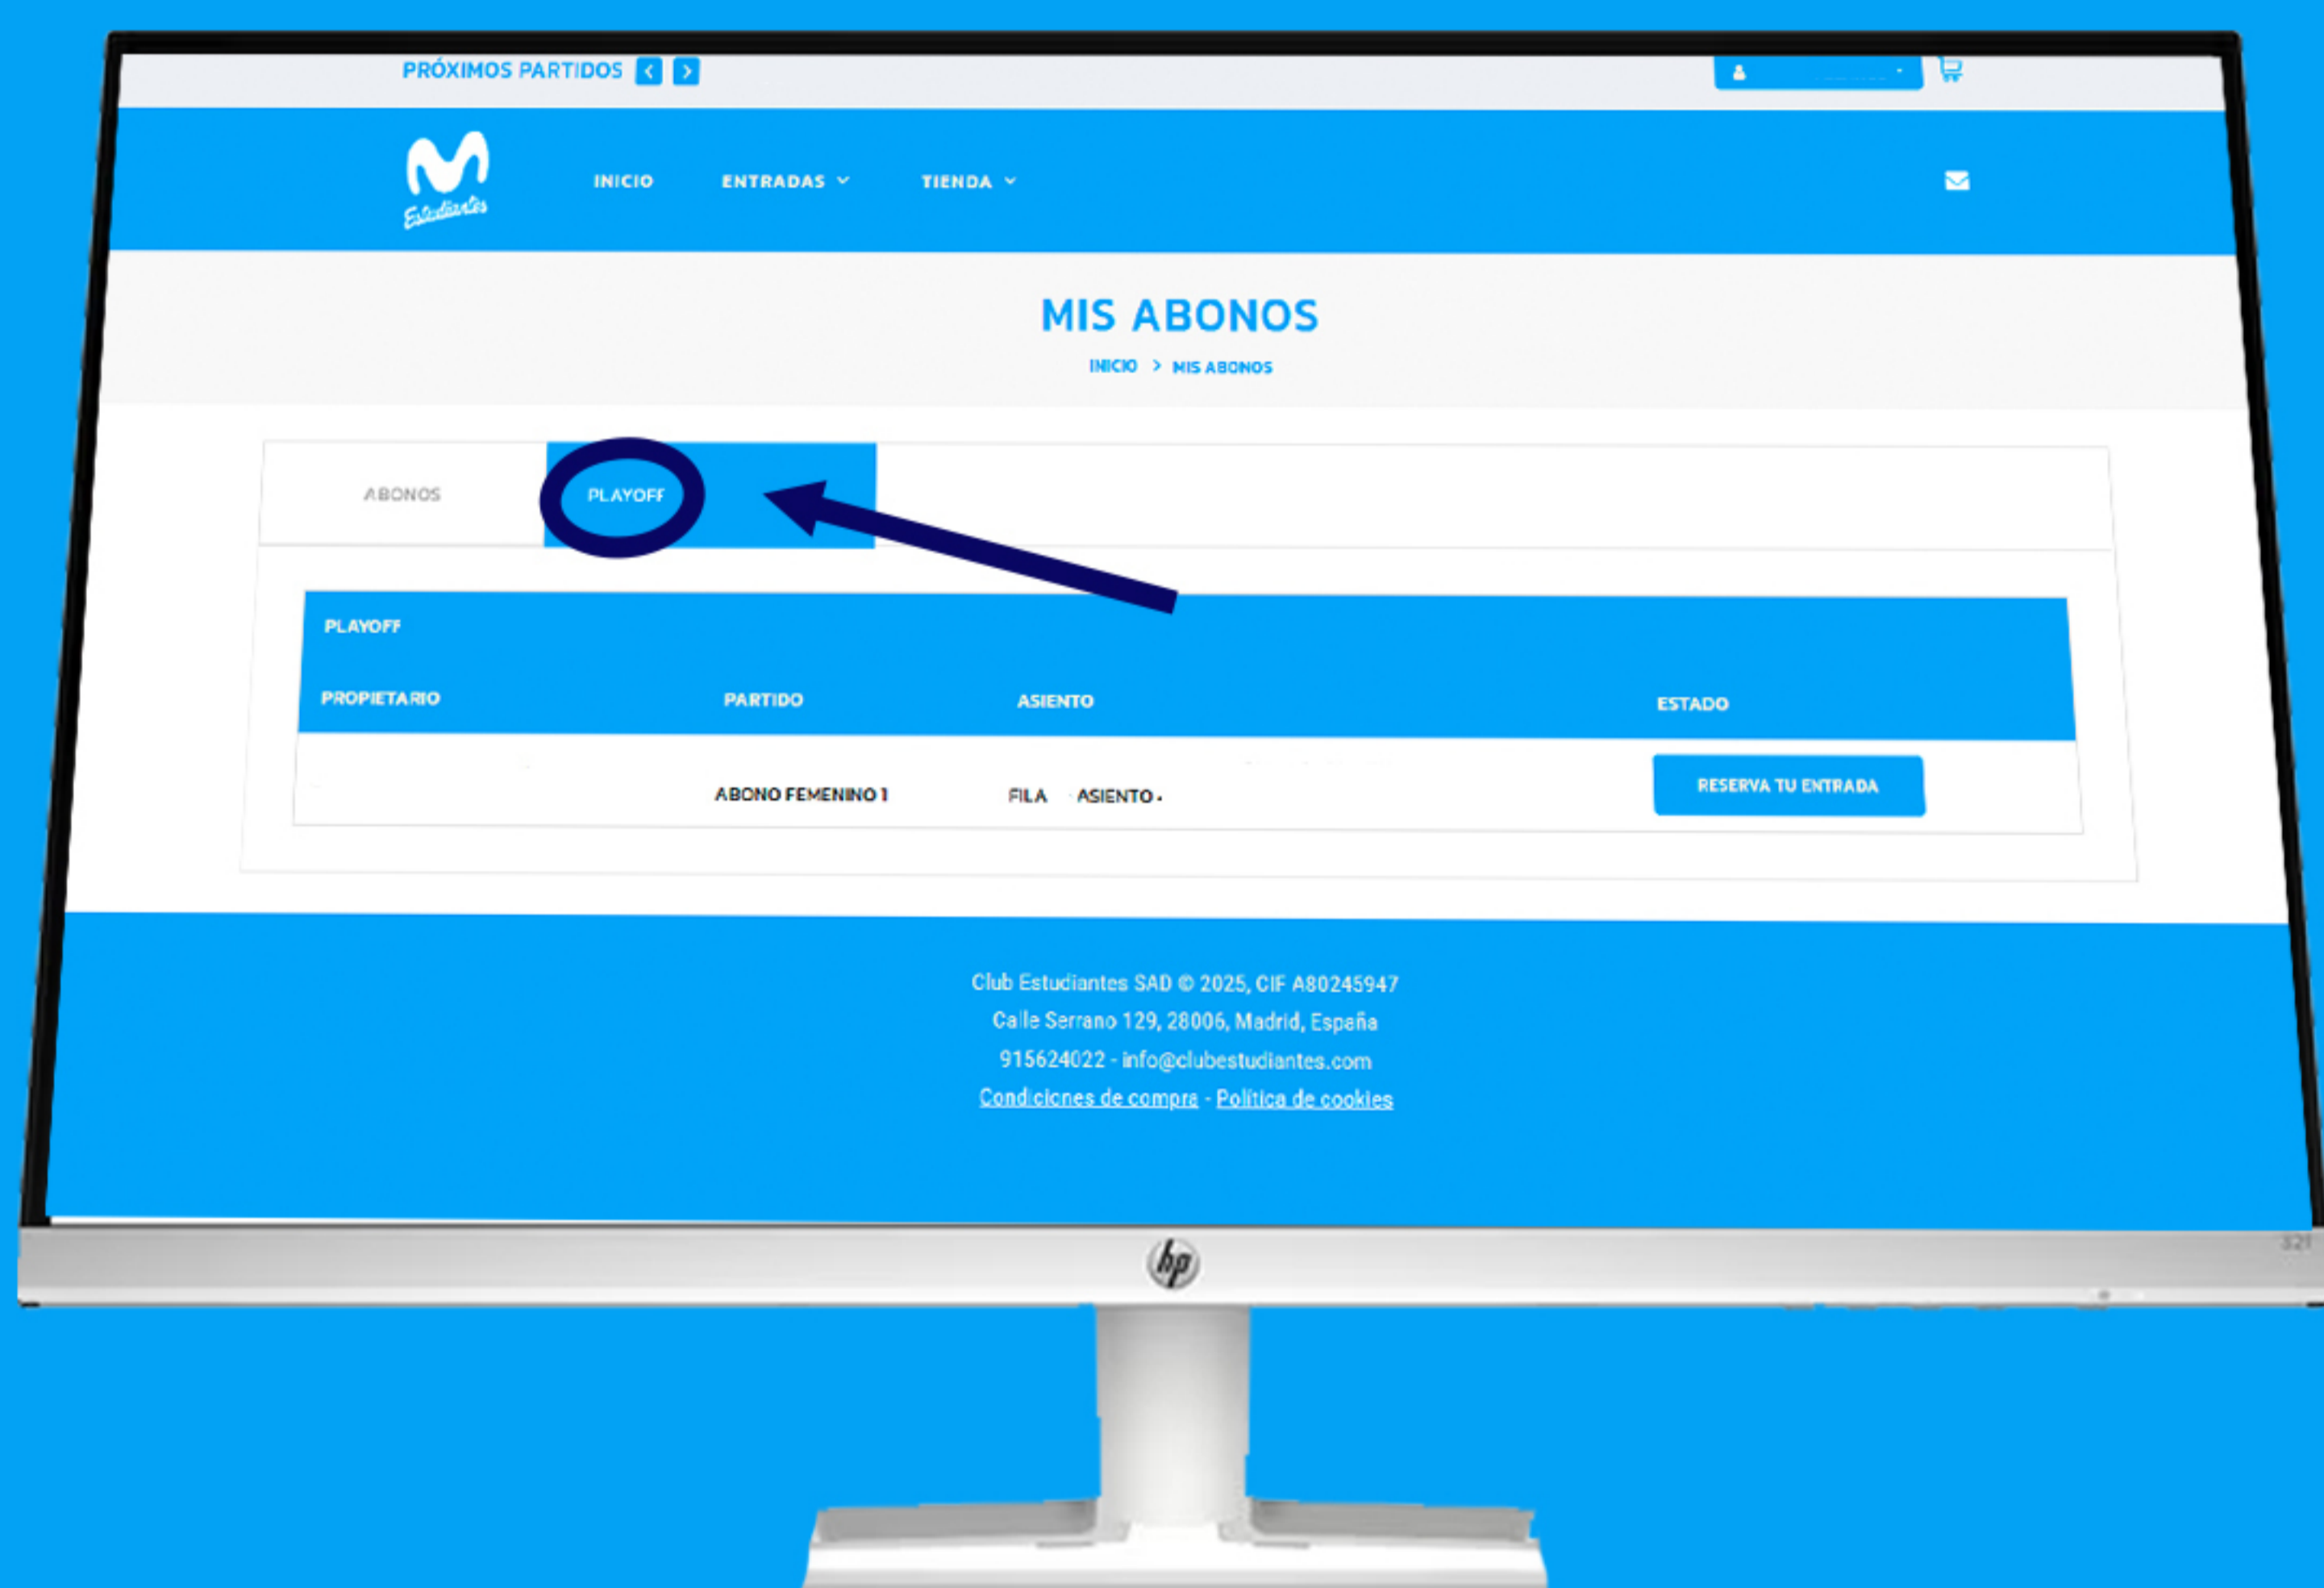 PRÓXIMOS PARTIDOS
Estudiantes
INICIO ENTRADAS TIENDA
MIS ABONOS
INICIO > MIS ABONOS
ABONOS PLAYOFF
PLAYOFF
PROPIETARIO PARTIDO ASIENTO ESTADO
ABONO FEMENINO 1 FILA ASIENTO RESERVA TU ENTRADA
Club Estudiantes SAD © 2025, CIF A80245947
Calle Serrano 129, 28006, Madrid, España
915624022 - info@clubestudiantes.com
Condiciones de compra - Política de cookies
hp